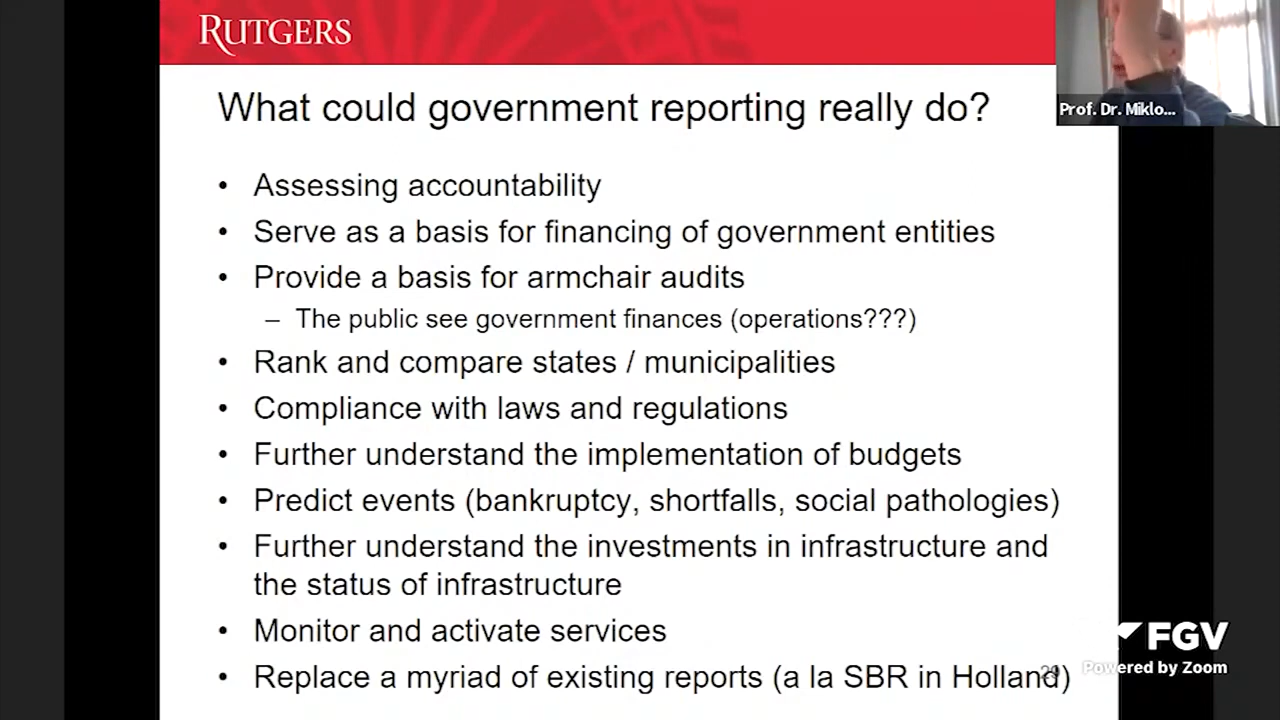 RUTGERS
Prof. Dr. Miklo...
What could government reporting really do?
• Assessing accountability
• Serve as a basis for financing of government entities
• Provide a basis for armchair audits
– The public see government finances (operations???)
• Rank and compare states / municipalities
• Compliance with laws and regulations
• Further understand the implementation of budgets
• Predict events (bankruptcy, shortfalls, social pathologies)
• Further understand the investments in infrastructure and
the status of infrastructure
• Monitor and activate services
• Replace a myriad of existing reports (a la SBR in Holland)
FGV
Powered by Zoom